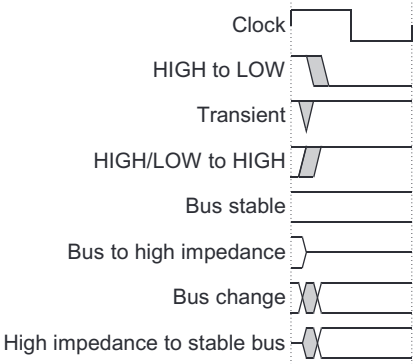 Clock
HIGH to LOW
Transient
HIGH/LOW to HIGH
Bus stable
Bus to high impedance
Bus change
High impedance to stable bus